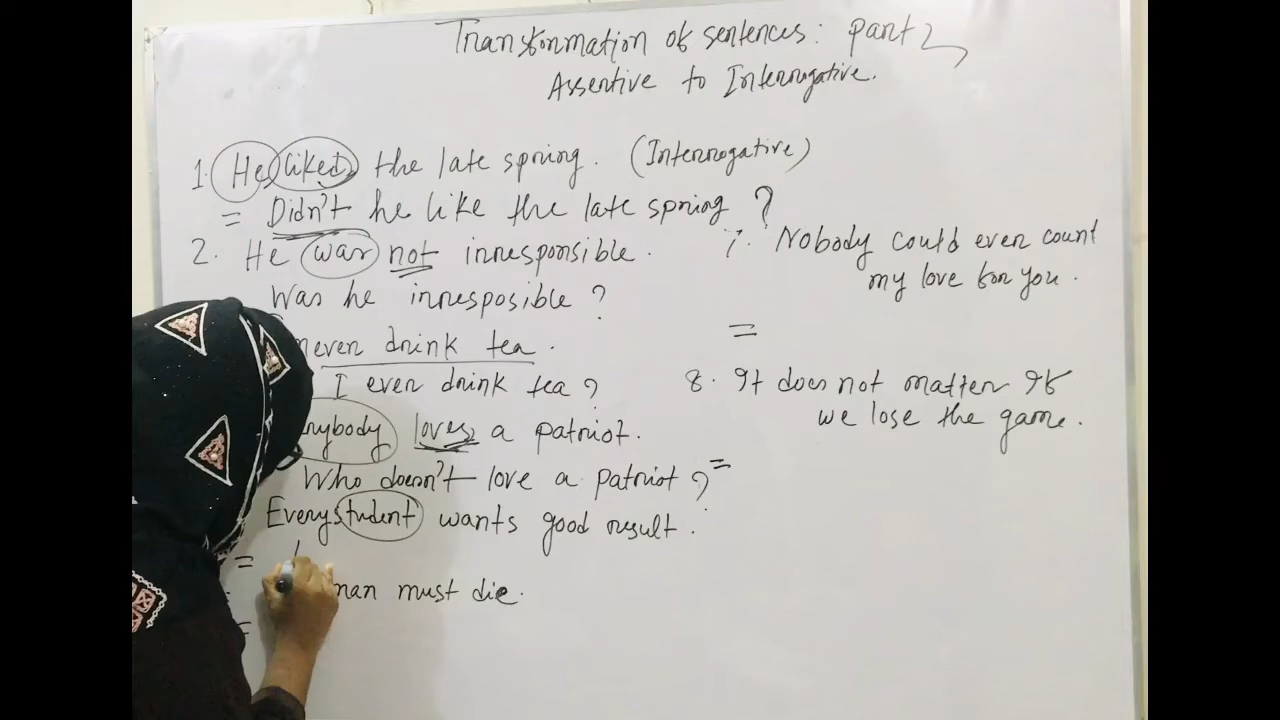 Transformation of sentences: part 2
Assertive to Interrogative.
1. He liked the late spring. (Interrogative)
= Didn't he like the late spring ?
2. He was not irresponsible.
Was he irresposible ?
never drink tea.
I even drink tea ?
rybody loves a patriot.
Who doesn't love a patriot ?
Every student wants good result.
=
man must die.
=
7. Nobody could even count
my love for you.
=
8. It does not matter If
we lose the game.
=